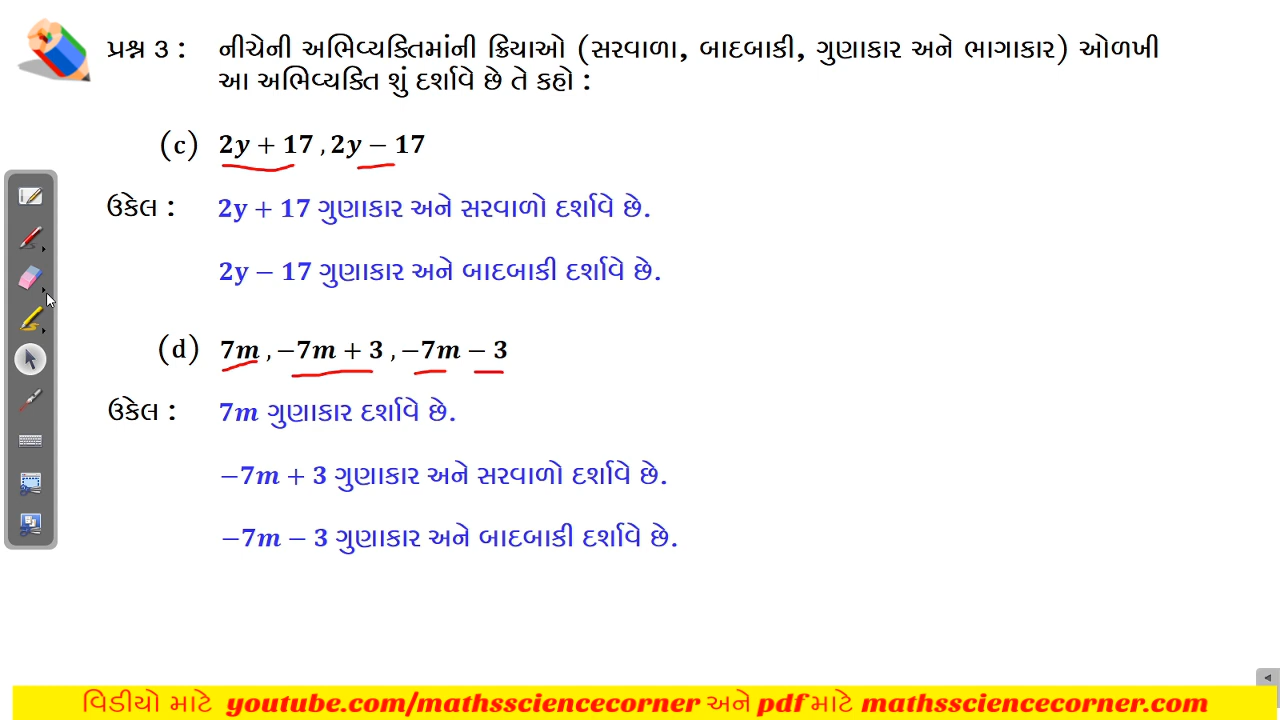 પ્રશ્ન 3 : નીચેની અભિવ્યક્તિમાંની ક્રિયાઓ (સરવાળા, બાદબાકી, ગુણાકાર અને ભાગાકાર) ઓળખી
આ અભિવ્યક્તિ શું દર્શાવે છે તે કહો :
(c) 2y + 17 , 2y − 17
ઉકેલ : 2y + 17 ગુણાકાર અને સરવાળો દર્શાવે છે.
2y − 17 ગુણાકાર અને બાદબાકી દર્શાવે છે.
(d) 7m , −7m + 3 , −7m − 3
ઉકેલ : 7m ગુણાકાર દર્શાવે છે.
−7m + 3 ગુણાકાર અને સરવાળો દર્શાવે છે.
−7m − 3 ગુણાકાર અને બાદબાકી દર્શાવે છે.
વિડીયો માટે youtube.com/mathssciencecorner અને pdf માટે mathssciencecorner.com